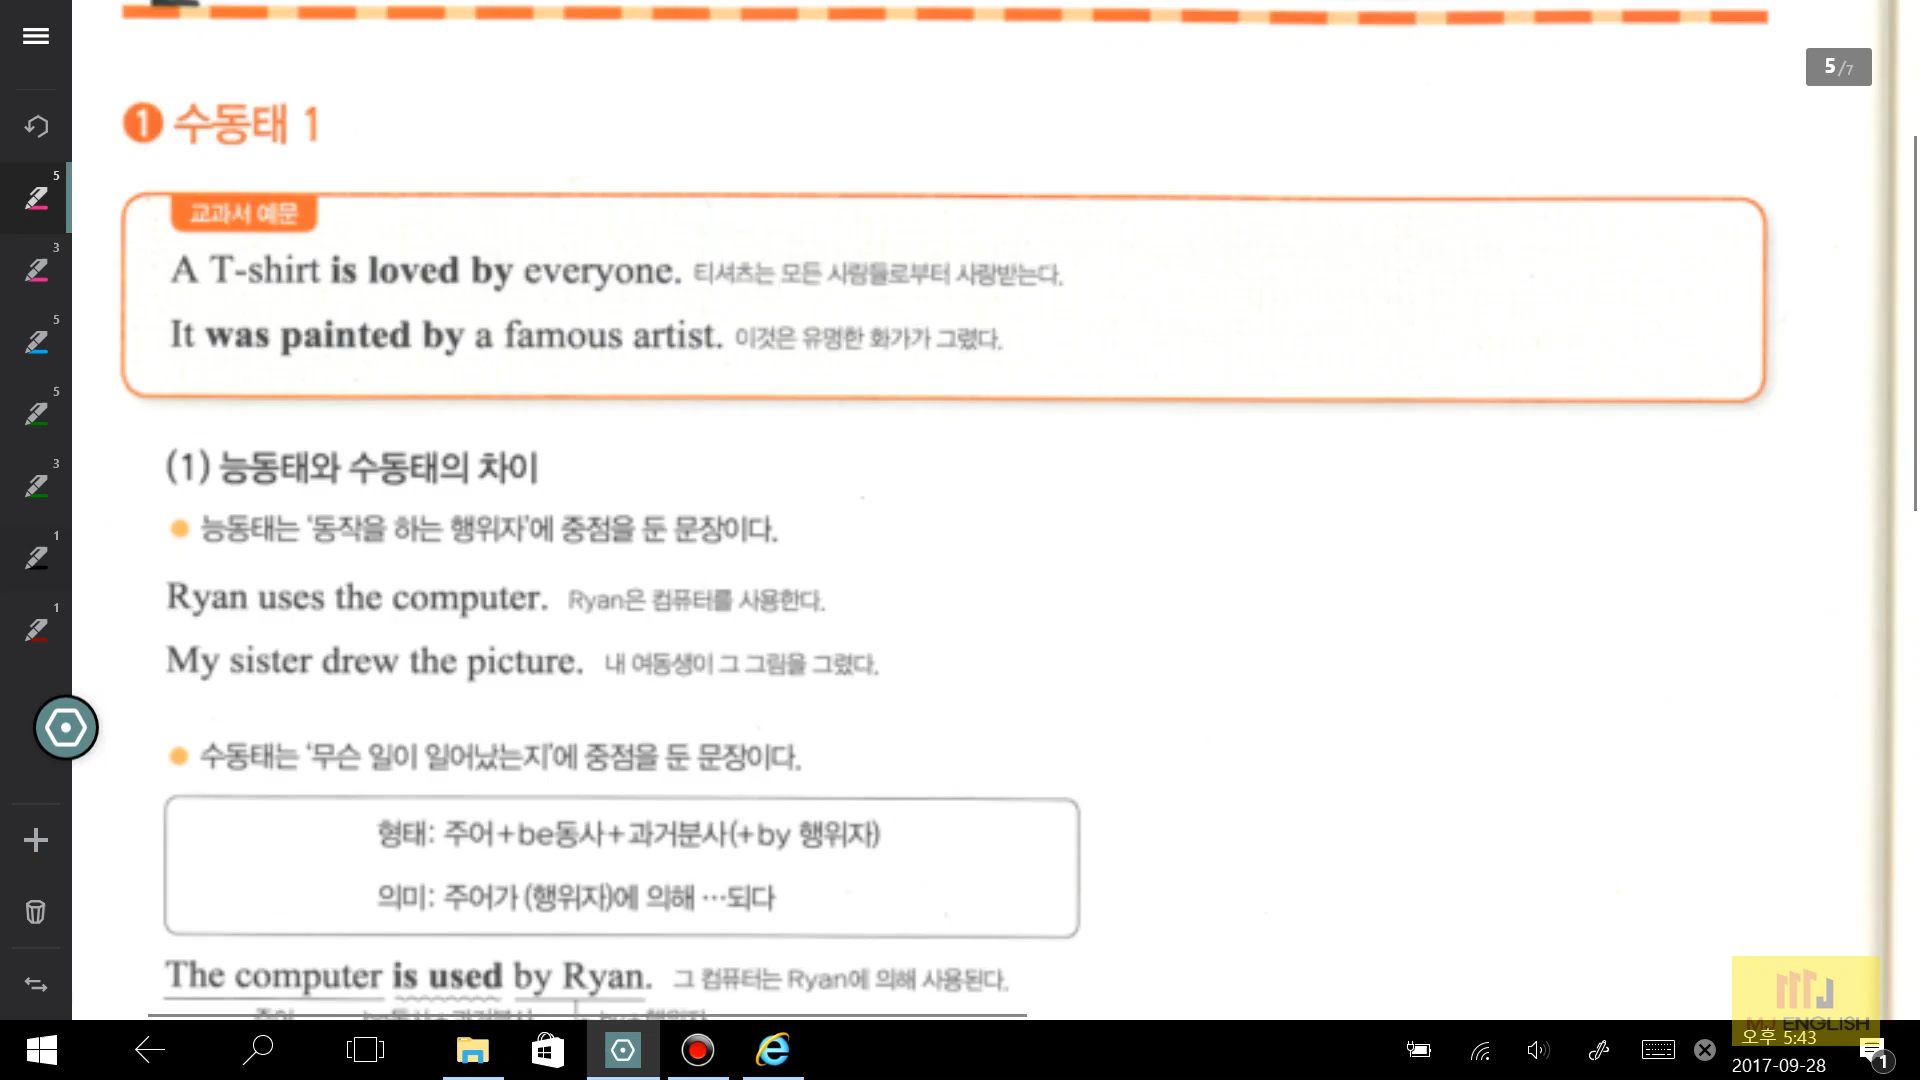 5/7
❶ 수동태 1
교과서 예문
A T-shirt is loved by everyone. 티셔츠는 모든 사람들로부터 사랑받는다.
It was painted by a famous artist. 이것은 유명한 화가가 그렸다.
(1) 능동태와 수동태의 차이
● 능동태는 '동작을 하는 행위자'에 중점을 둔 문장이다.
Ryan uses the computer. Ryan은 컴퓨터를 사용한다.
My sister drew the picture. 내 여동생이 그 그림을 그렸다.
● 수동태는 '무슨 일이 일어났는지'에 중점을 둔 문장이다.
형태: 주어+be동사+과거분사(+by 행위자)
의미: 주어가 (행위자)에 의해 …되다
The computer is used by Ryan. 그 컴퓨터는 Ryan에 의해 사용된다.
5
3
5
5
3
1
1
MJ ENGLISH
오후 5:43
2017-09-28
1